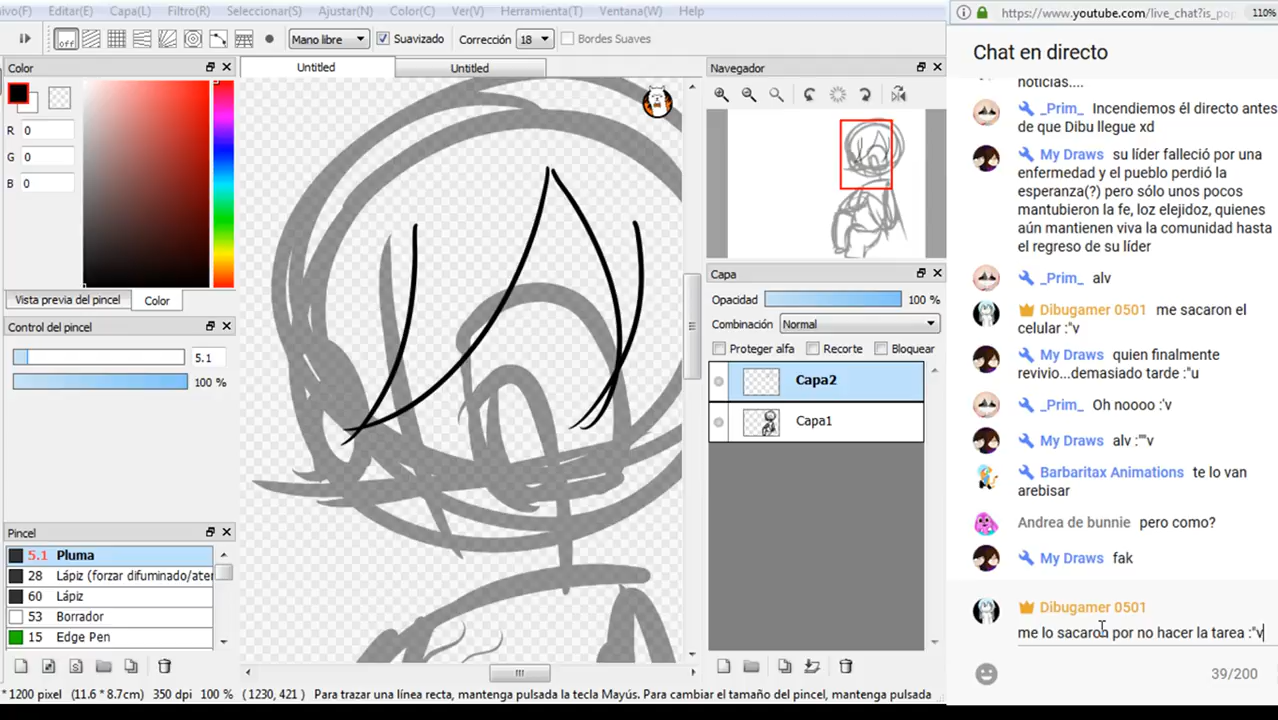 ivo(F) Editar(E) Capa(L) Filtro(R) Seleccionar(S) Ajustar(N) Color(C) Ver(V) Herramienta(T) Ventana(W) Help
https://www.youtube.com/live_chat?is_po 110%
off Mano libre Suavizado Corrección 18 Bordes Suaves
Color
Untitled Untitled
Navegador
R 0
G 0
B 0
Vista previa del pincel Color
Control del pincel
5.1
100 %
Pincel
5.1 Pluma
28 Lápiz (forzar difuminado/ater
60 Lápiz
53 Borrador
15 Edge Pen
Capa
Opacidad 100 %
Combinación Normal
Proteger alfa Recorte Bloquear
Capa2
Capa1
* 1200 pixel (11.6 * 8.7cm) 350 dpi 100 % (1230, 421) Para trazar una línea recta, mantenga pulsada la tecla Mayús. Para cambiar el tamaño del pincel, mantenga pulsada
Chat en directo
noticias....
_Prim_ Incendiemos él directo antes
de que Dibu llegue xd
My Draws su líder falleció por una
enfermedad y el pueblo perdió la
esperanza(?) pero sólo unos pocos
mantubieron la fe, loz elejidoz, quienes
aún mantienen viva la comunidad hasta
el regreso de su líder
_Prim_ alv
Dibugamer 0501 me sacaron el
celular :"v
My Draws quien finalmente
revivio...demasiado tarde :"u
_Prim_ Oh noooo :'v
My Draws alv :""v
Barbaritax Animations te lo van
arebisar
Andrea de bunnie pero como?
My Draws fak
Dibugamer 0501
me lo sacaron por no hacer la tarea :"v
39/200